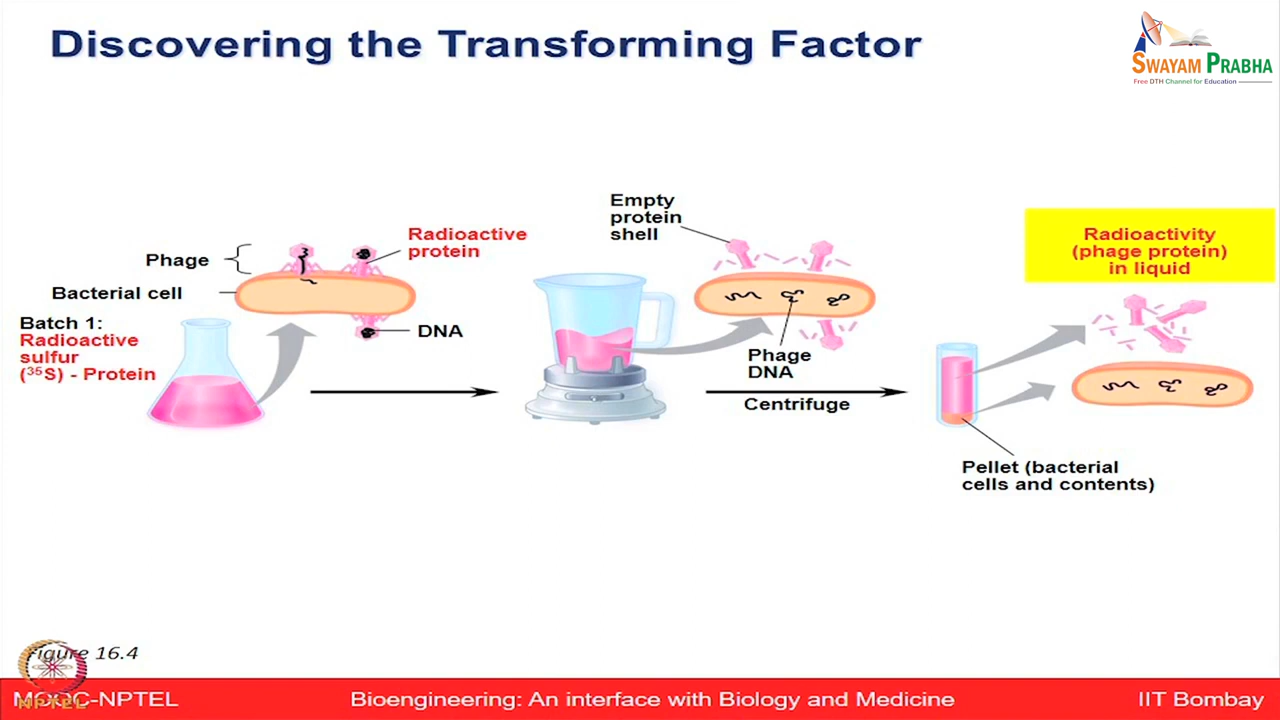 Discovering the Transforming Factor
SWAYAM PRABHA
Free DTH Channel for Education
Empty
protein
shell
Radioactive
protein
Phage
Bacterial cell
DNA
Batch 1:
Radioactive
sulfur
(³⁵S) - Protein
Phage
DNA
Centrifuge
Radioactivity
(phage protein)
in liquid
Pellet (bacterial
cells and contents)
Figure 16.4
MOOC-NPTEL
NPTEL
Bioengineering: An interface with Biology and Medicine
IIT Bombay